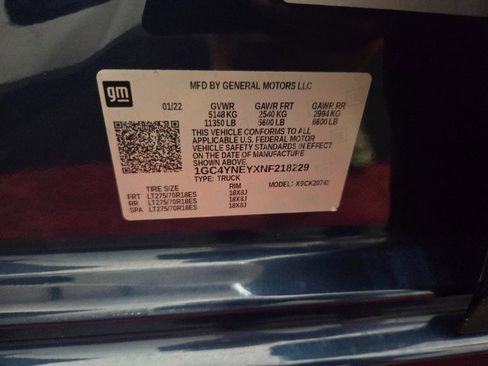 gm
MFD BY GENERAL MOTORS LLC
01/22 GVWR GAWR FRT GAWR RR
5148 KG 2540 KG 2994 KG
11350 LB 5600 LB 6600 LB
THIS VEHICLE CONFORMS TO ALL
APPLICABLE U.S. FEDERAL MOTOR
VEHICLE SAFETY STANDARDS IN EFFECT
ON THE DATE OF MANUFACTURE
1GC4YNEYXNF218229
TYPE: TRUCK
TIRE SIZE RIM MODEL: X9CK20743
FRT LT275/70R18ES 18X8J
RR LT275/70R18ES 18X8J
SPA LT275/70R18ES 18X8J